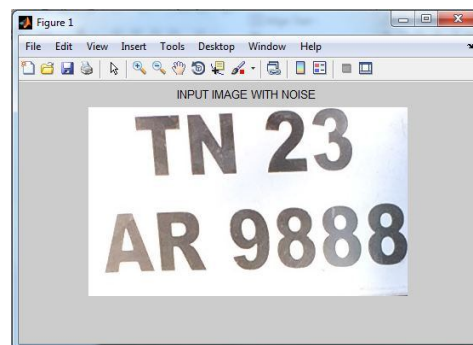 Figure 1
File Edit View Insert Tools Desktop Window Help
INPUT IMAGE WITH NOISE
TN 23
AR 9888